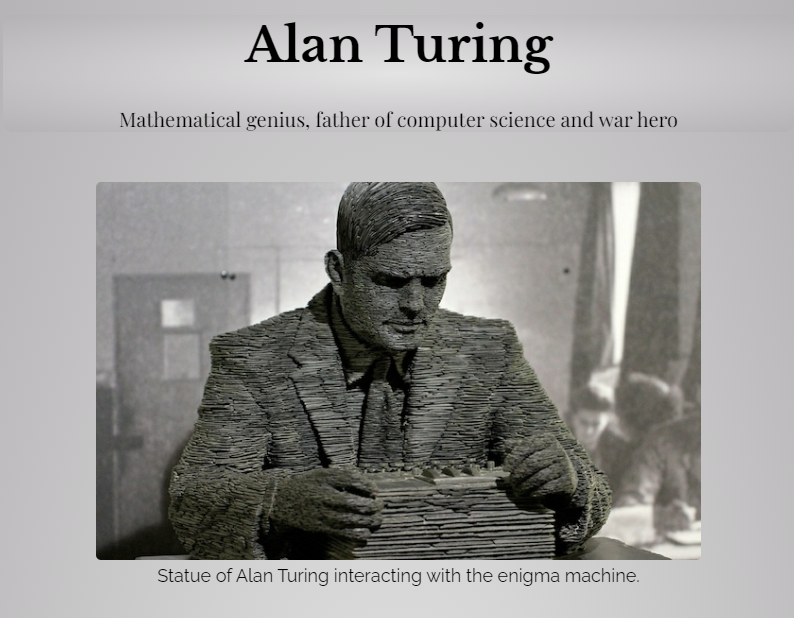 Alan Turing
Mathematical genius, father of computer science and war hero
Statue of Alan Turing interacting with the enigma machine.